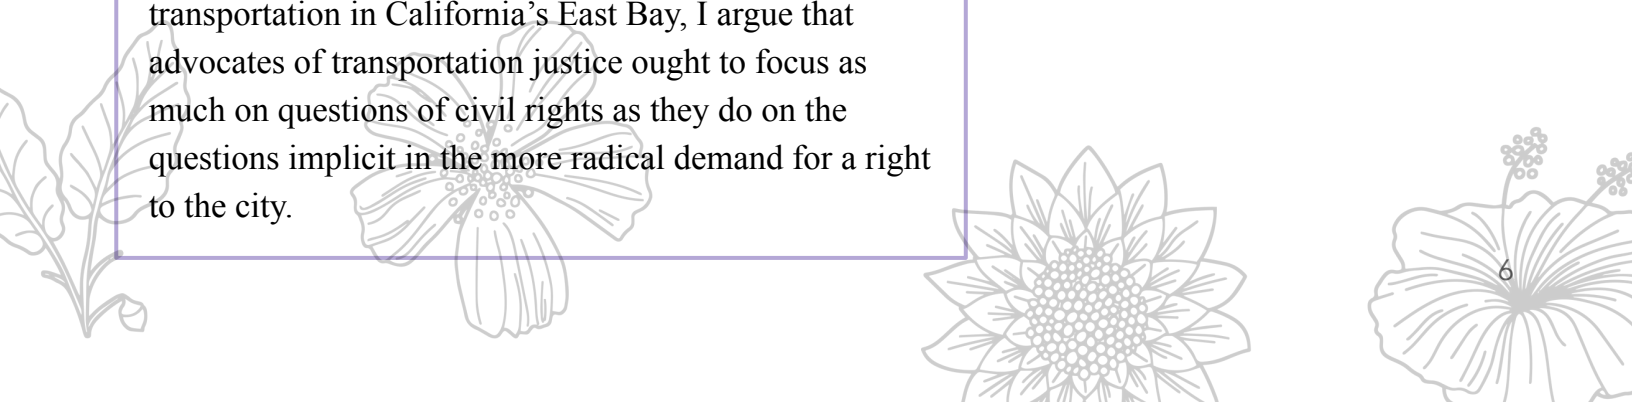 transportation in California’s East Bay, I argue that
advocates of transportation justice ought to focus as
much on questions of civil rights as they do on the
questions implicit in the more radical demand for a right
to the city.
6